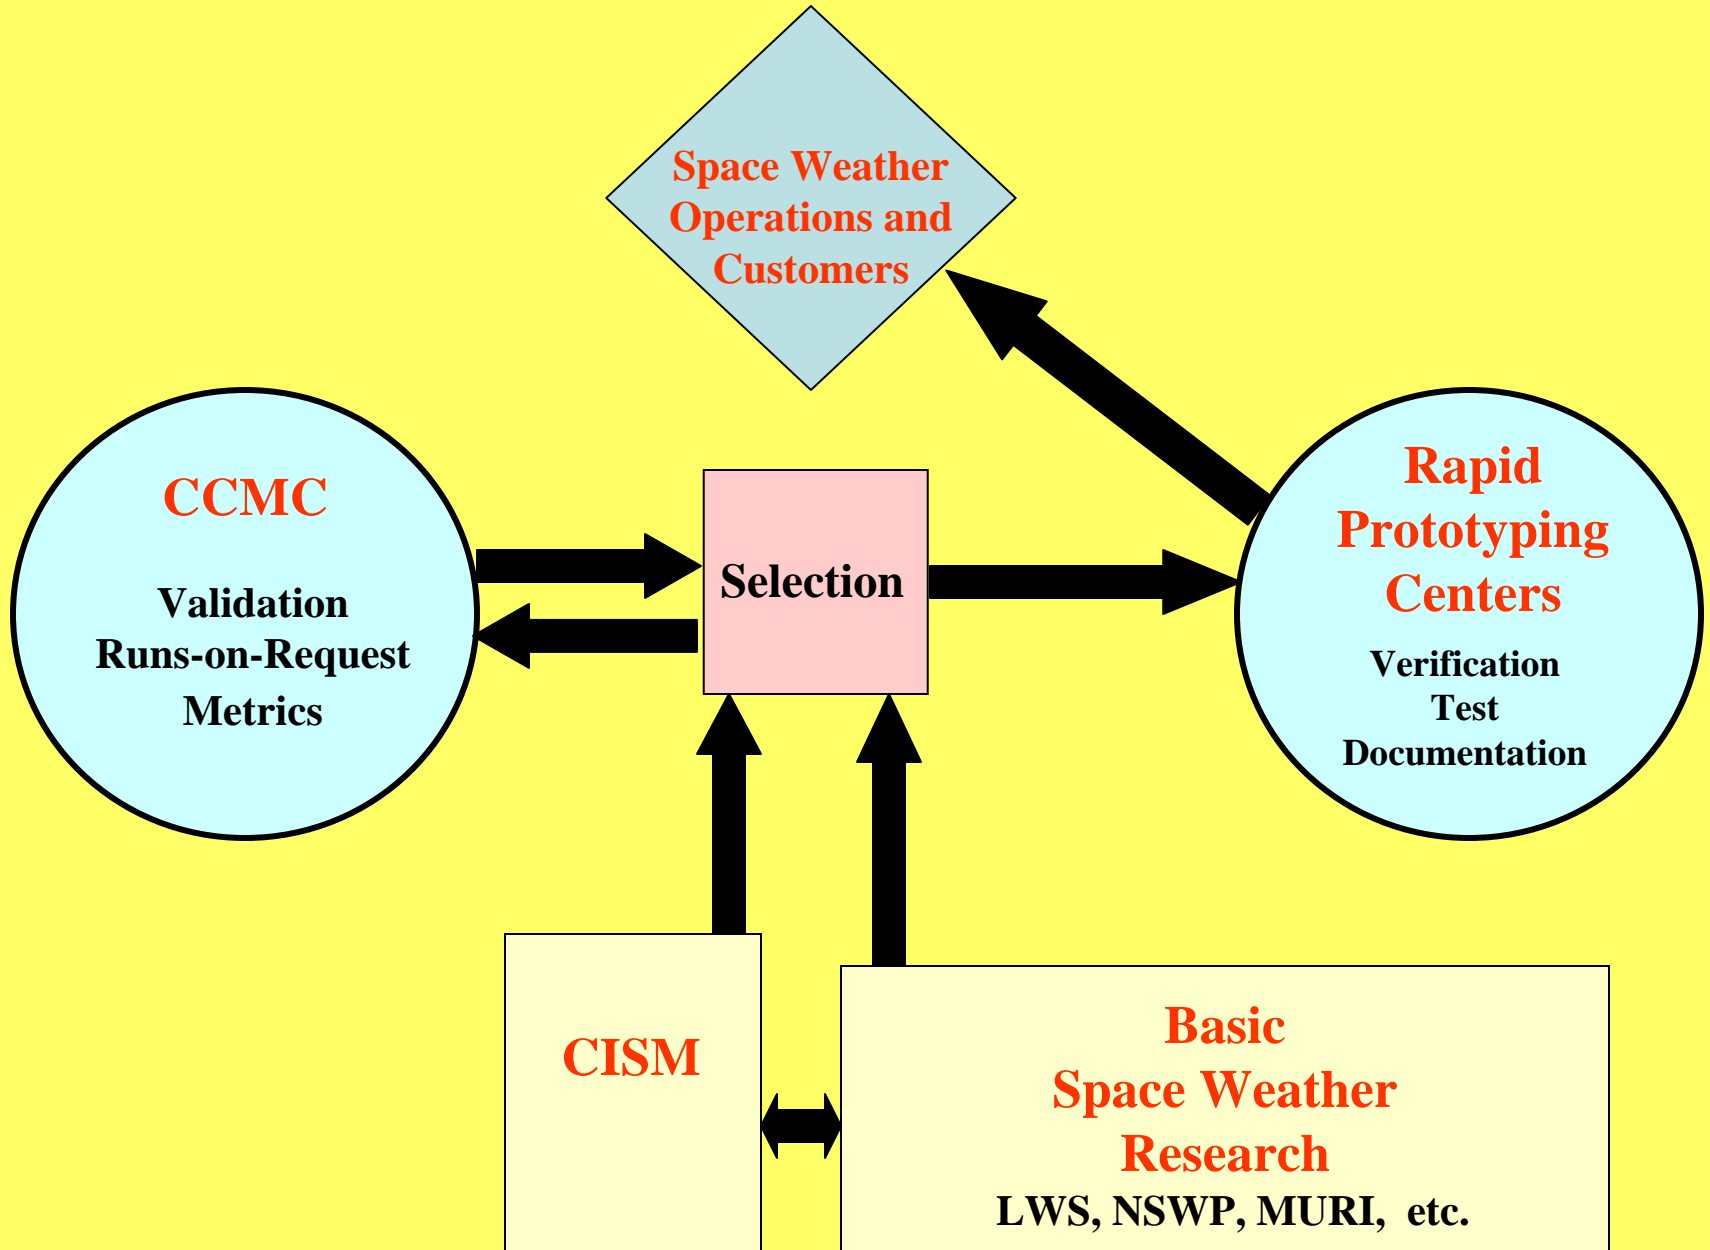 Space Weather
Operations and
Customers
CCMC
Validation
Runs-on-Request
Metrics
Selection
Rapid
Prototyping
Centers
Verification
Test
Documentation
CISM
Basic
Space Weather
Research
LWS, NSWP, MURI, etc.